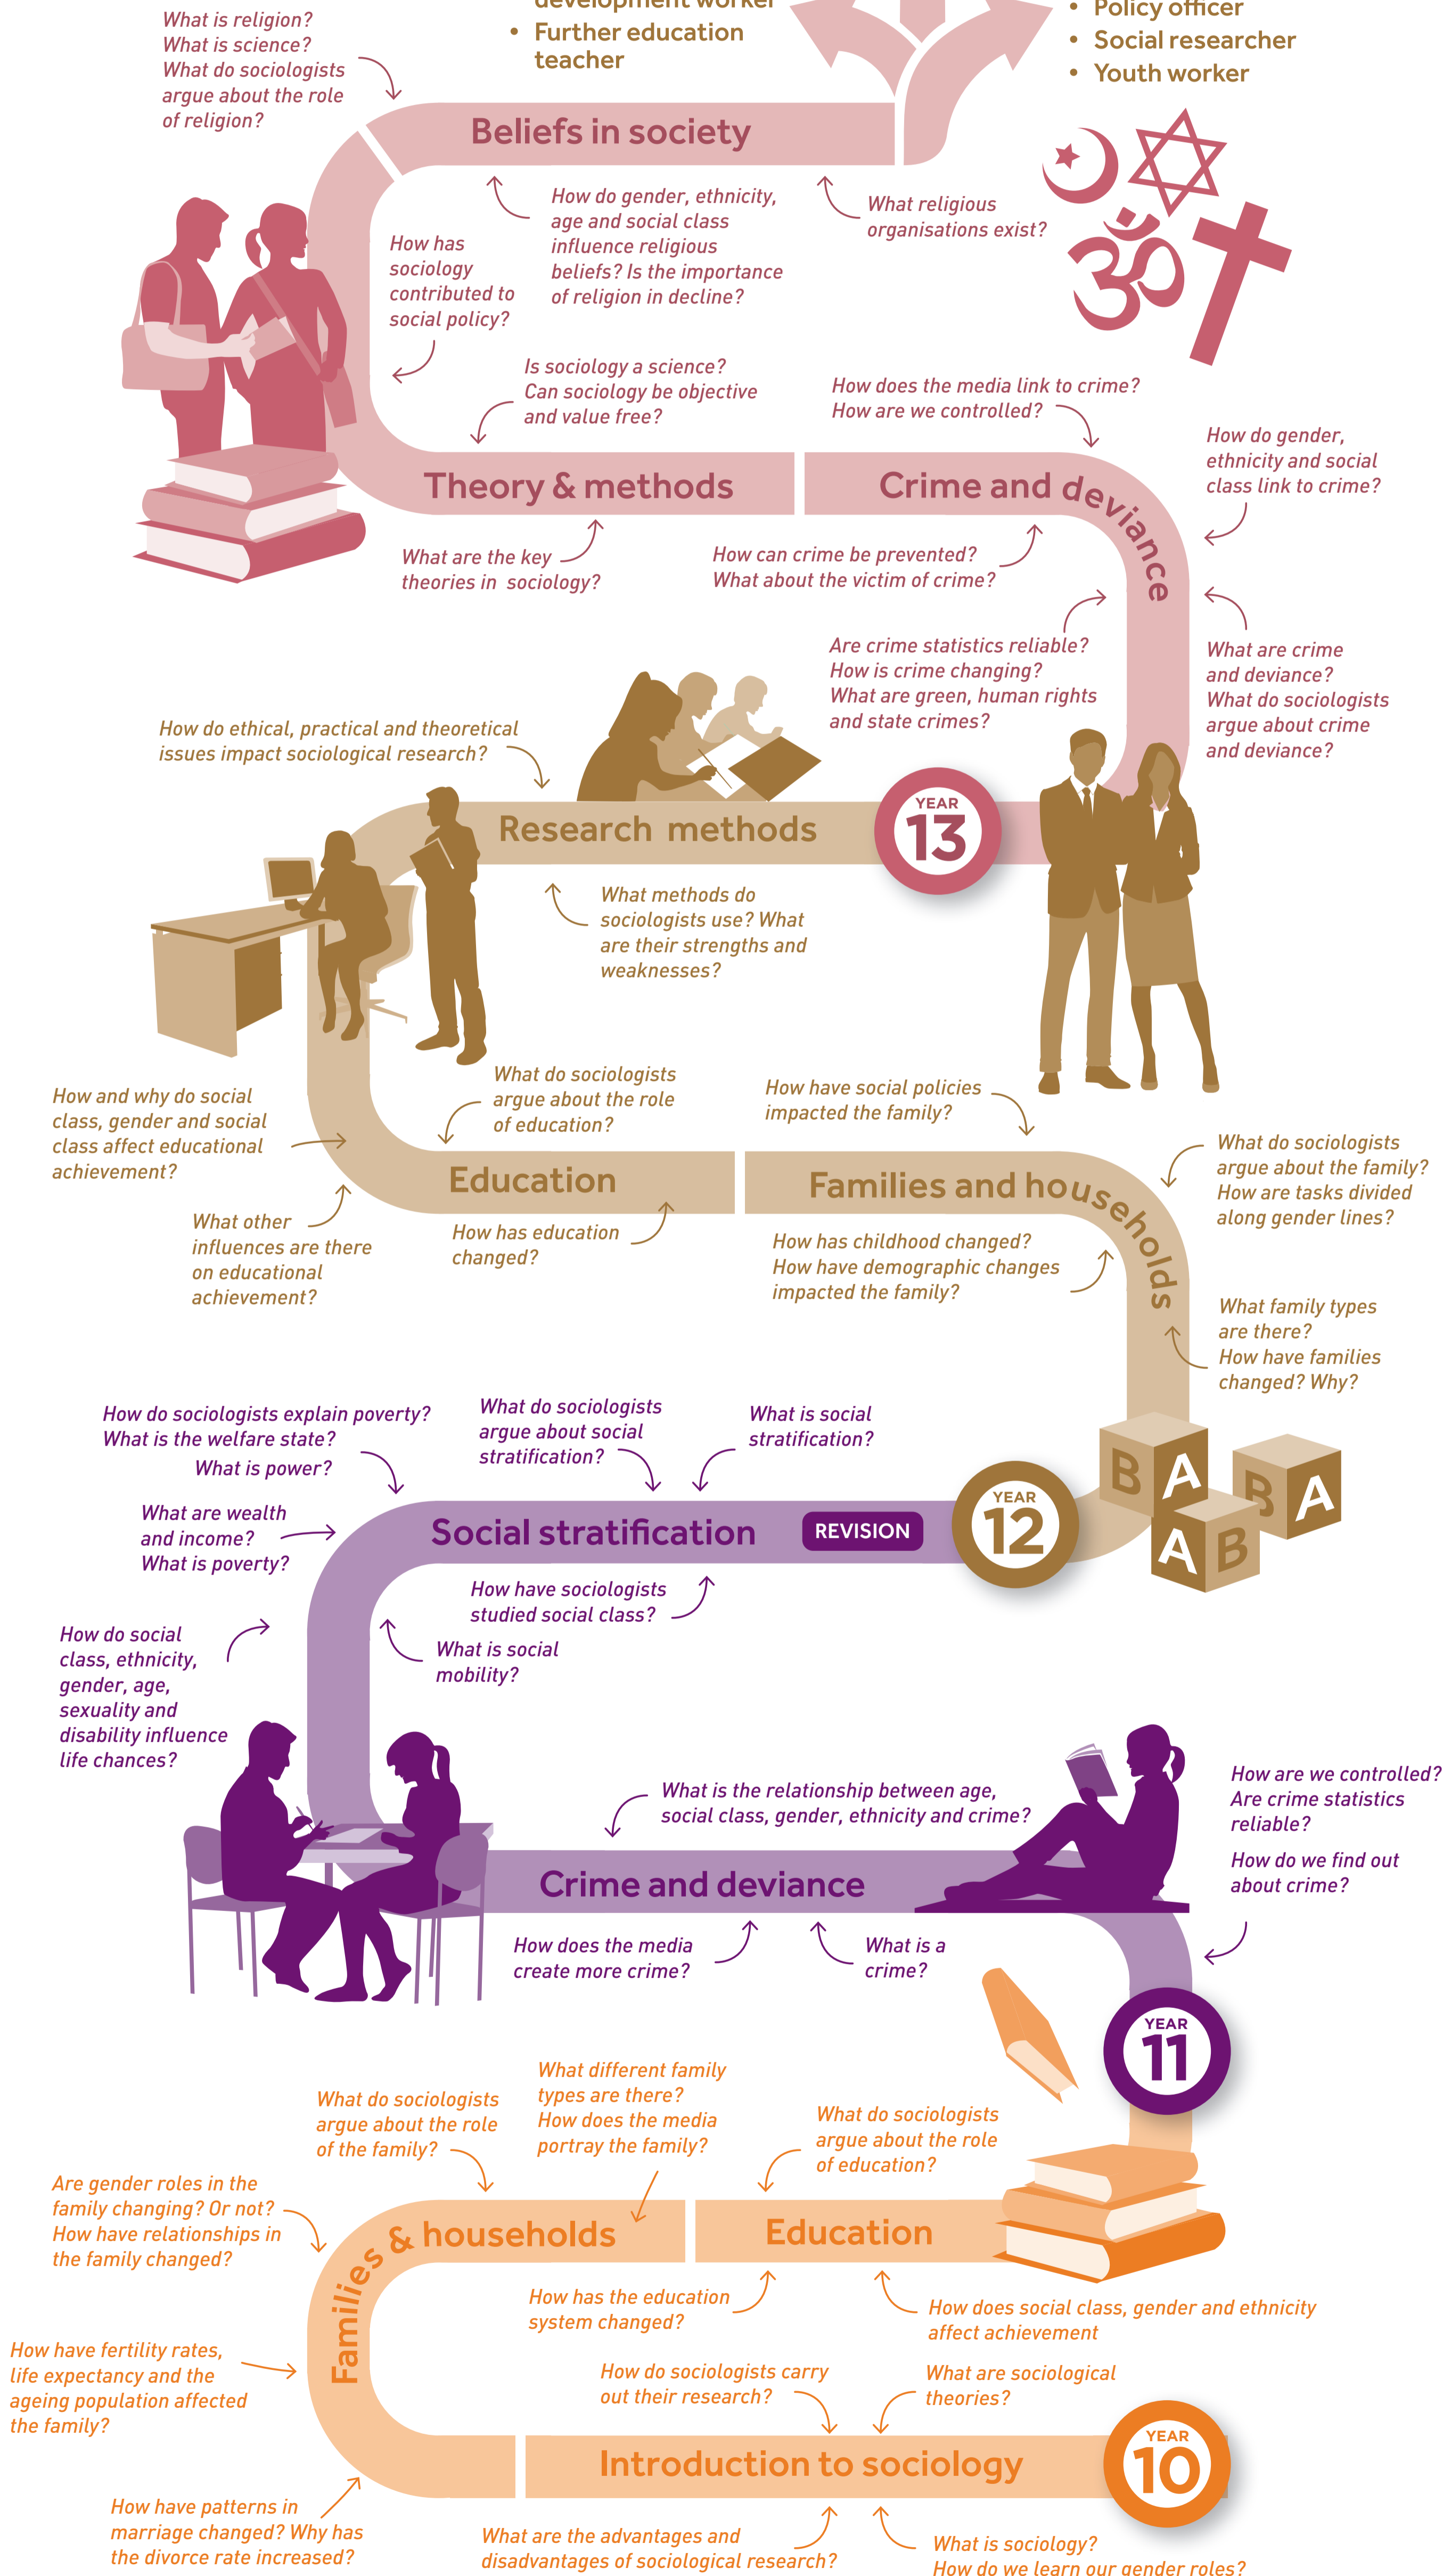 What is religion?
What is science?
What do sociologists
argue about the role
of religion?
development worker
• Further education
teacher
• Policy officer
• Social researcher
• Youth worker
Beliefs in society
How do gender, ethnicity,
age and social class
influence religious
beliefs? Is the importance
of religion in decline?
What religious
organisations exist?
How has
sociology
contributed to
social policy?
Is sociology a science?
Can sociology be objective
and value free?
How does the media link to crime?
How are we controlled?
How do gender,
ethnicity and social
class link to crime?
Theory & methods
Crime and deviance
What are the key
theories in sociology?
How can crime be prevented?
What about the victim of crime?
Are crime statistics reliable?
How is crime changing?
What are green, human rights
and state crimes?
What are crime
and deviance?
What do sociologists
argue about crime
and deviance?
How do ethical, practical and theoretical
issues impact sociological research?
Research methods
YEAR
13
What methods do
sociologists use? What
are their strengths and
weaknesses?
How and why do social
class, gender and social
class affect educational
achievement?
What do sociologists
argue about the role
of education?
How have social policies
impacted the family?
What do sociologists
argue about the family?
How are tasks divided
along gender lines?
Education
Families and households
What other
influences are there
on educational
achievement?
How has education
changed?
How has childhood changed?
How have demographic changes
impacted the family?
What family types
are there?
How have families
changed? Why?
How do sociologists explain poverty?
What is the welfare state?
What is power?
What do sociologists
argue about social
stratification?
What is social
stratification?
B A
B A
A B
What are wealth
and income?
What is poverty?
Social stratification
REVISION
YEAR
12
How have sociologists
studied social class?
What is social
mobility?
How do social
class, ethnicity,
gender, age,
sexuality and
disability influence
life chances?
What is the relationship between age,
social class, gender, ethnicity and crime?
How are we controlled?
Are crime statistics
reliable?
How do we find out
about crime?
Crime and deviance
How does the media
create more crime?
What is a
crime?
YEAR
11
What do sociologists
argue about the role
of the family?
What different family
types are there?
How does the media
portray the family?
What do sociologists
argue about the role
of education?
Are gender roles in the
family changing? Or not?
How have relationships in
the family changed?
Families & households
Education
How has the education
system changed?
How does social class, gender and ethnicity
affect achievement
How have fertility rates,
life expectancy and the
ageing population affected
the family?
How do sociologists carry
out their research?
What are sociological
theories?
Introduction to sociology
YEAR
10
How have patterns in
marriage changed? Why has
the divorce rate increased?
What are the advantages and
disadvantages of sociological research?
What is sociology?
How do we learn our gender roles?